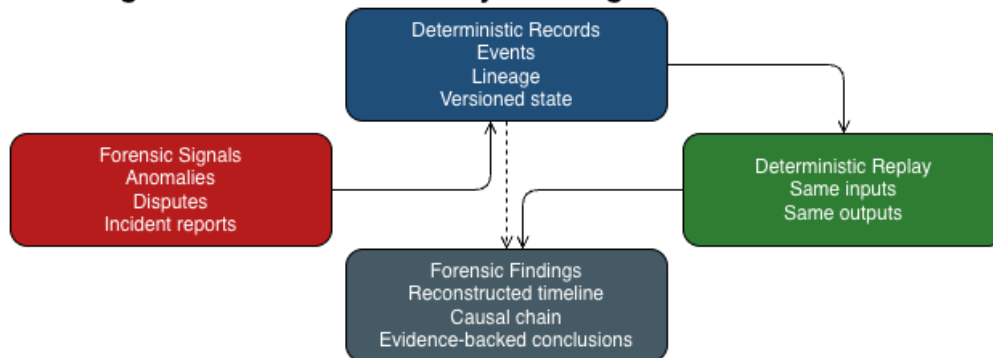 Deterministic Records
Events
Lineage
Versioned state
Forensic Signals
Anomalies
Disputes
Incident reports
Deterministic Replay
Same inputs
Same outputs
Forensic Findings
Reconstructed timeline
Causal chain
Evidence-backed conclusions